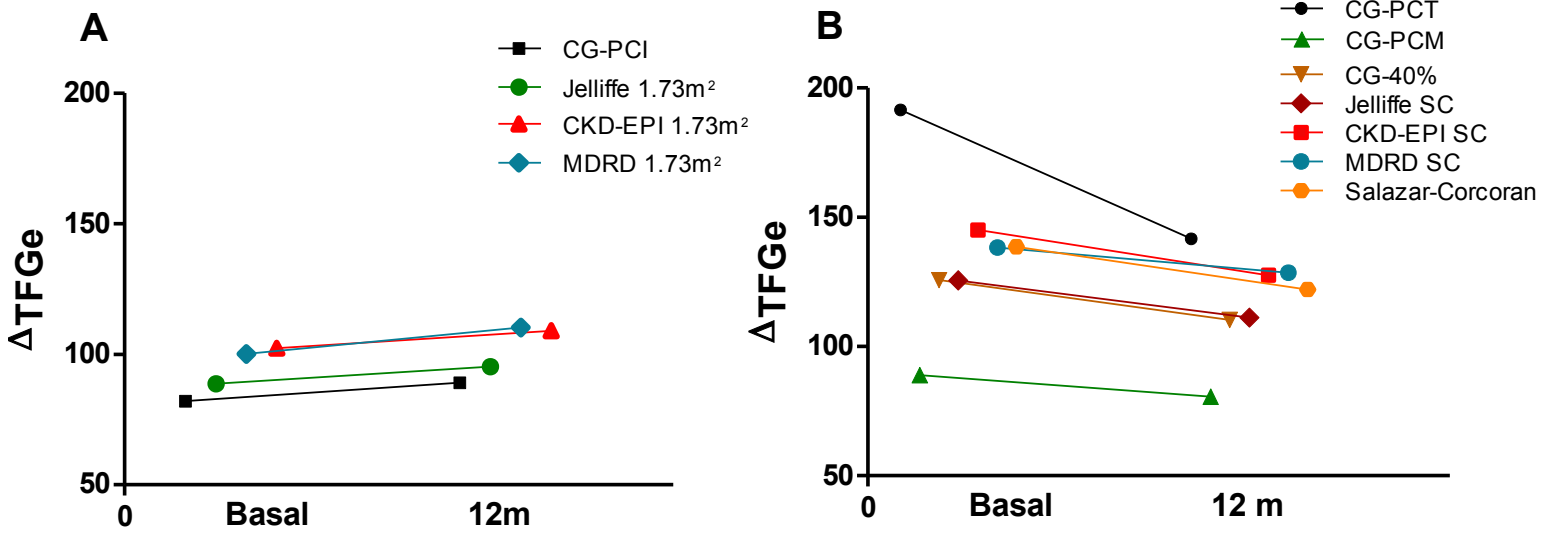 A
CG-PCI
Jelliffe 1.73m²
CKD-EPI 1.73m²
MDRD 1.73m²
200
150
100
50
ΔTFGe
0
Basal
12m
B
CG-PCT
CG-PCM
CG-40%
Jelliffe SC
CKD-EPI SC
MDRD SC
Salazar-Corcoran
200
150
100
50
ΔTFGe
0
Basal
12 m